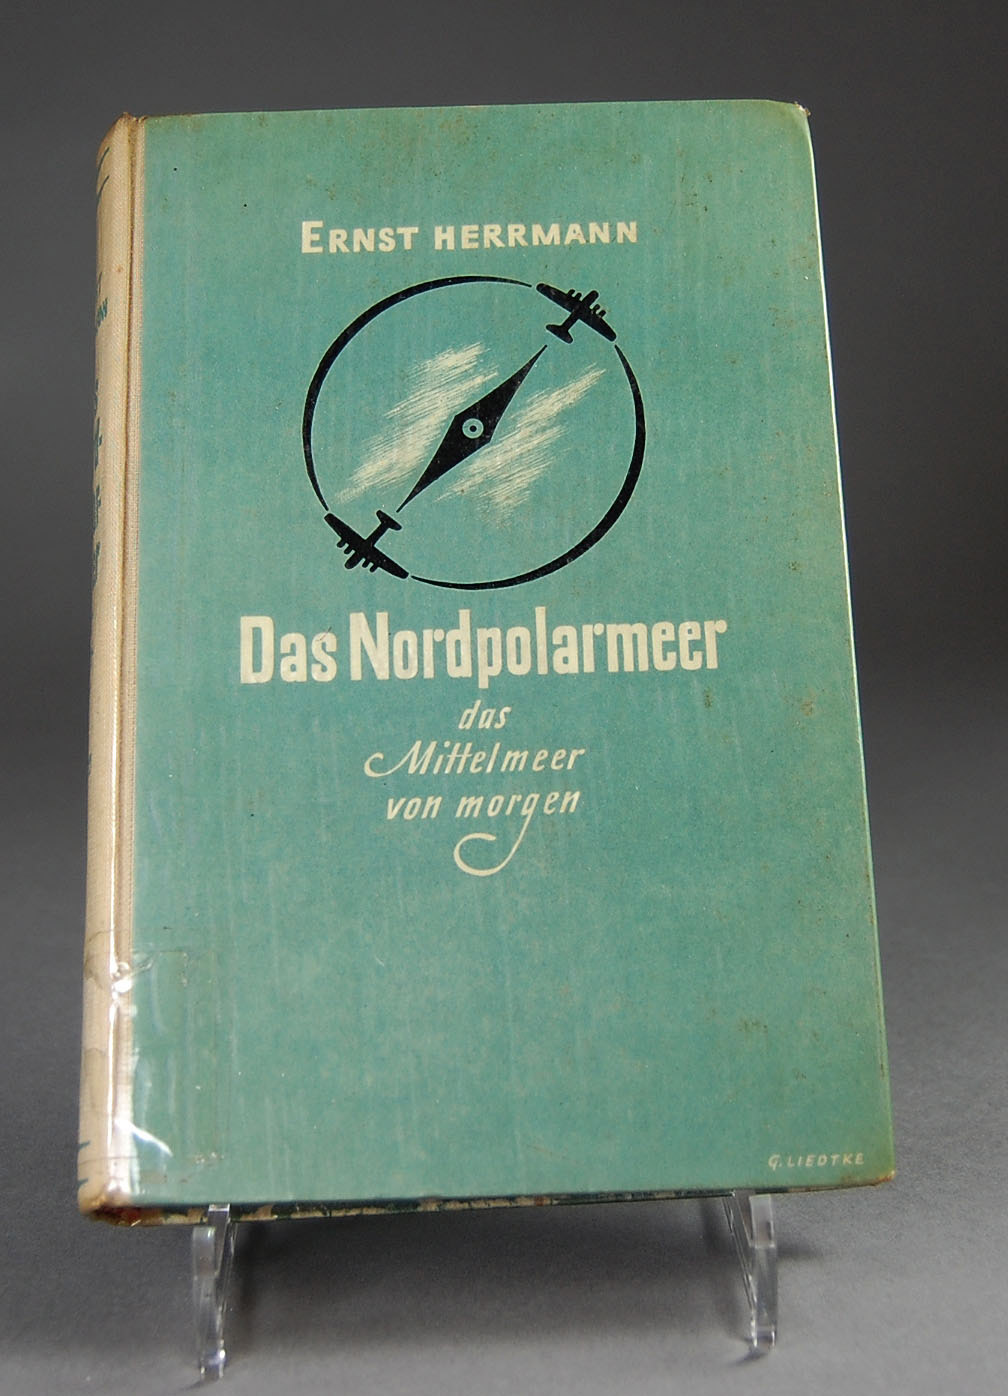 ERNST HERRMANN
Das Nordpolarmeer
das
Mittelmeer
von morgen
G. LIEDTKE